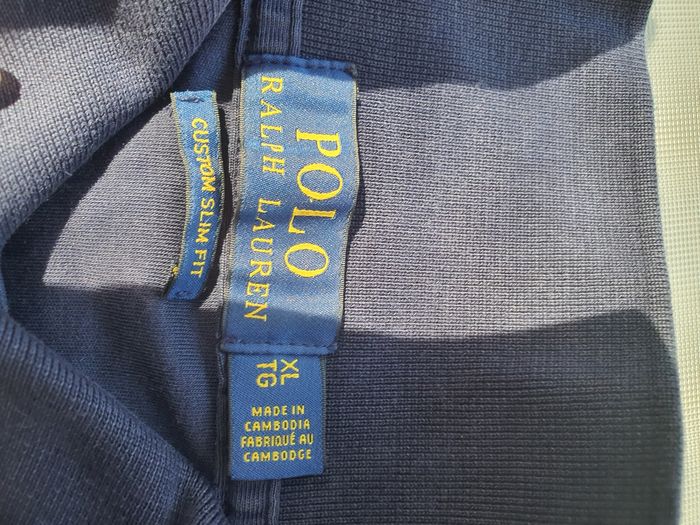 POLO
RALPH LAUREN
CUSTOM SLIM FIT
XL
TG
MADE IN
CAMBODIA
FABRIQUÉ AU
CAMBODGE